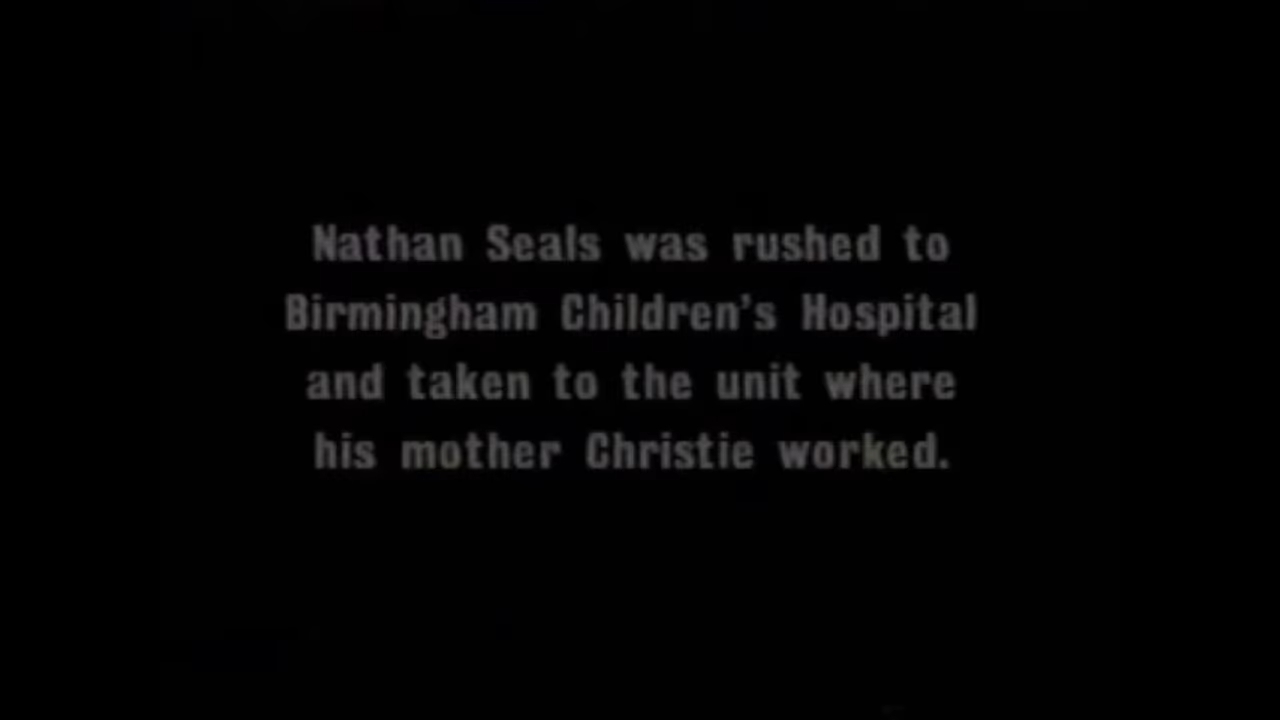 Nathan Seals was rushed to
Birmingham Children's Hospital
and taken to the unit where
his mother Christie worked.